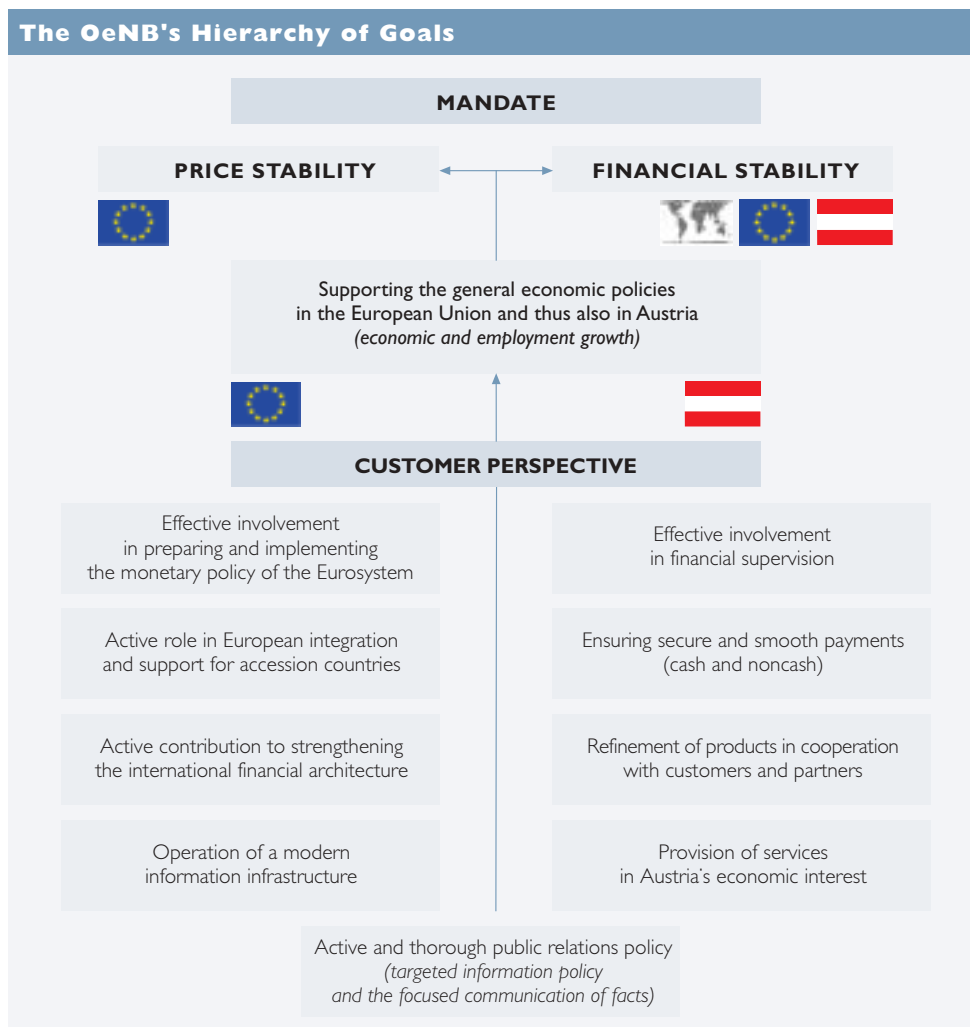 The OeNB's Hierarchy of Goals
MANDATE
PRICE STABILITY
FINANCIAL STABILITY
Supporting the general economic policies
in the European Union and thus also in Austria
(economic and employment growth)
CUSTOMER PERSPECTIVE
Effective involvement
in preparing and implementing
the monetary policy of the Eurosystem
Effective involvement
in financial supervision
Active role in European integration
and support for accession countries
Ensuring secure and smooth payments
(cash and noncash)
Active contribution to strengthening
the international financial architecture
Refinement of products in cooperation
with customers and partners
Operation of a modern
information infrastructure
Provision of services
in Austria's economic interest
Active and thorough public relations policy
(targeted information policy
and the focused communication of facts)